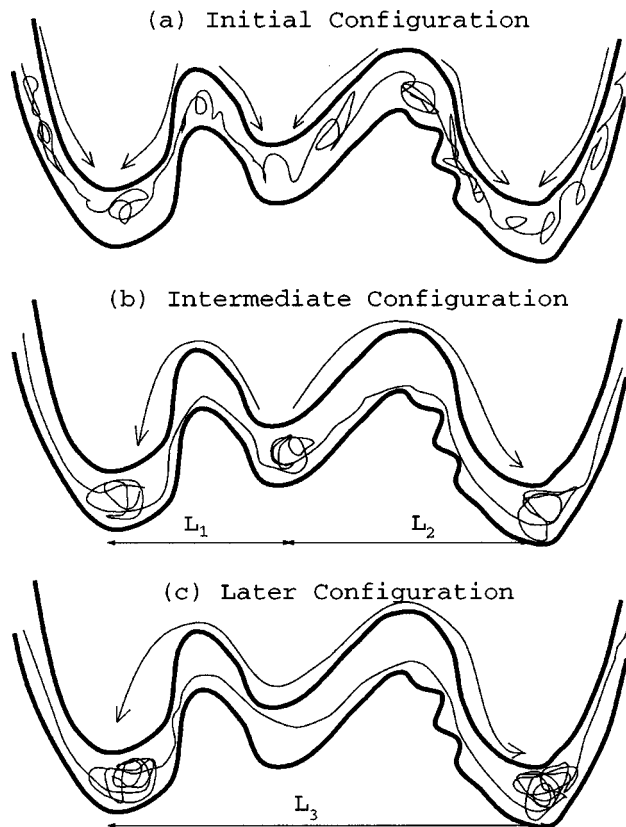 (a) Initial Configuration
(b) Intermediate Configuration
L₁ L₂
(c) Later Configuration
L₃